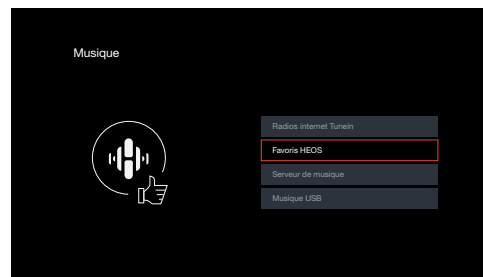 Musique
Radios internet Tunein
Favoris HEOS
Serveur de musique
Musique USB